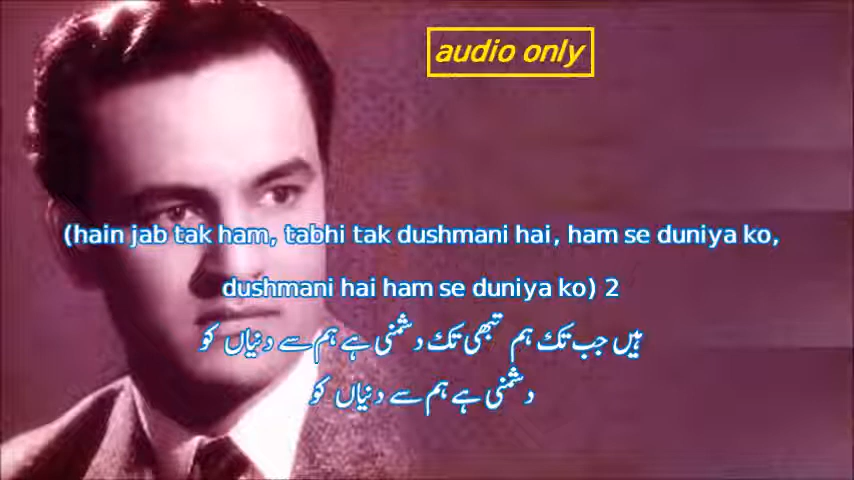 audio only
(hain jab tak ham, tabhi tak dushmani hai, ham se duniya ko,
dushmani hai ham se duniya ko) 2
ہیں جب تک ہم تبھی تک دشمنی ہے ہم سے دنیاں کو
دشمنی ہے ہم سے دنیاں کو